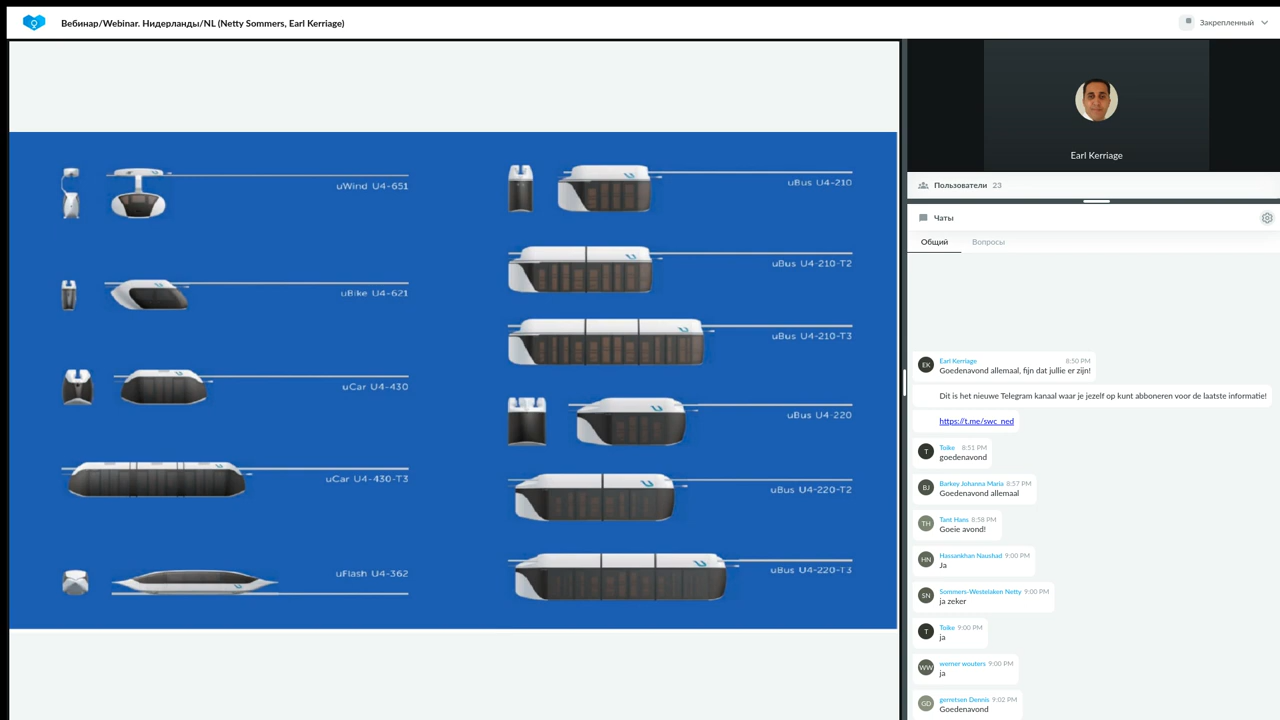 Вебинар/Webinar. Нидерланды/NL (Netty Sommers, Earl Kerriage)
Закрепленный
uWind U4-651
uBike U4-621
uCar U4-430
uCar U4-430-T3
uFlash U4-362
uBus U4-210
uBus U4-210-T2
uBus U4-210-T3
uBus U4-220
uBus U4-220-T2
uBus U4-220-T3
Earl Kerriage
Пользователи 23
Чаты
Общий Вопросы
EK Earl Kerriage 8:50 PM
Goedenavond allemaal, fijn dat jullie er zijn!
Dit is het nieuwe Telegram kanaal waar je jezelf op kunt abboneren voor de laatste informatie!
https://t.me/swc_ned
T Toike 8:51 PM
goedenavond
BJ Barkey Johanna Maria 8:57 PM
Goedenavond allemaal
TH Tant Hans 8:58 PM
Goeie avond!
HN Hassankhan Naushad 9:00 PM
Ja
SN Sommers-Westelaken Netty 9:00 PM
ja zeker
T Toike 9:00 PM
ja
WW werner wouters 9:00 PM
ja
GD gerretsen Dennis 9:02 PM
Goedenavond